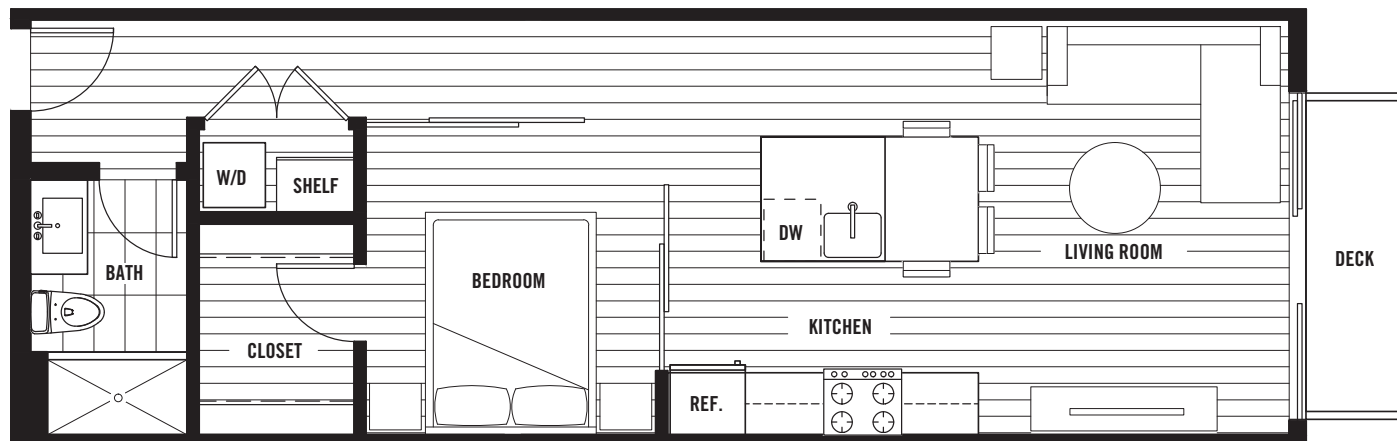 W/D
SHELF
DW
BATH
BEDROOM
LIVING ROOM
DECK
KITCHEN
CLOSET
REF.